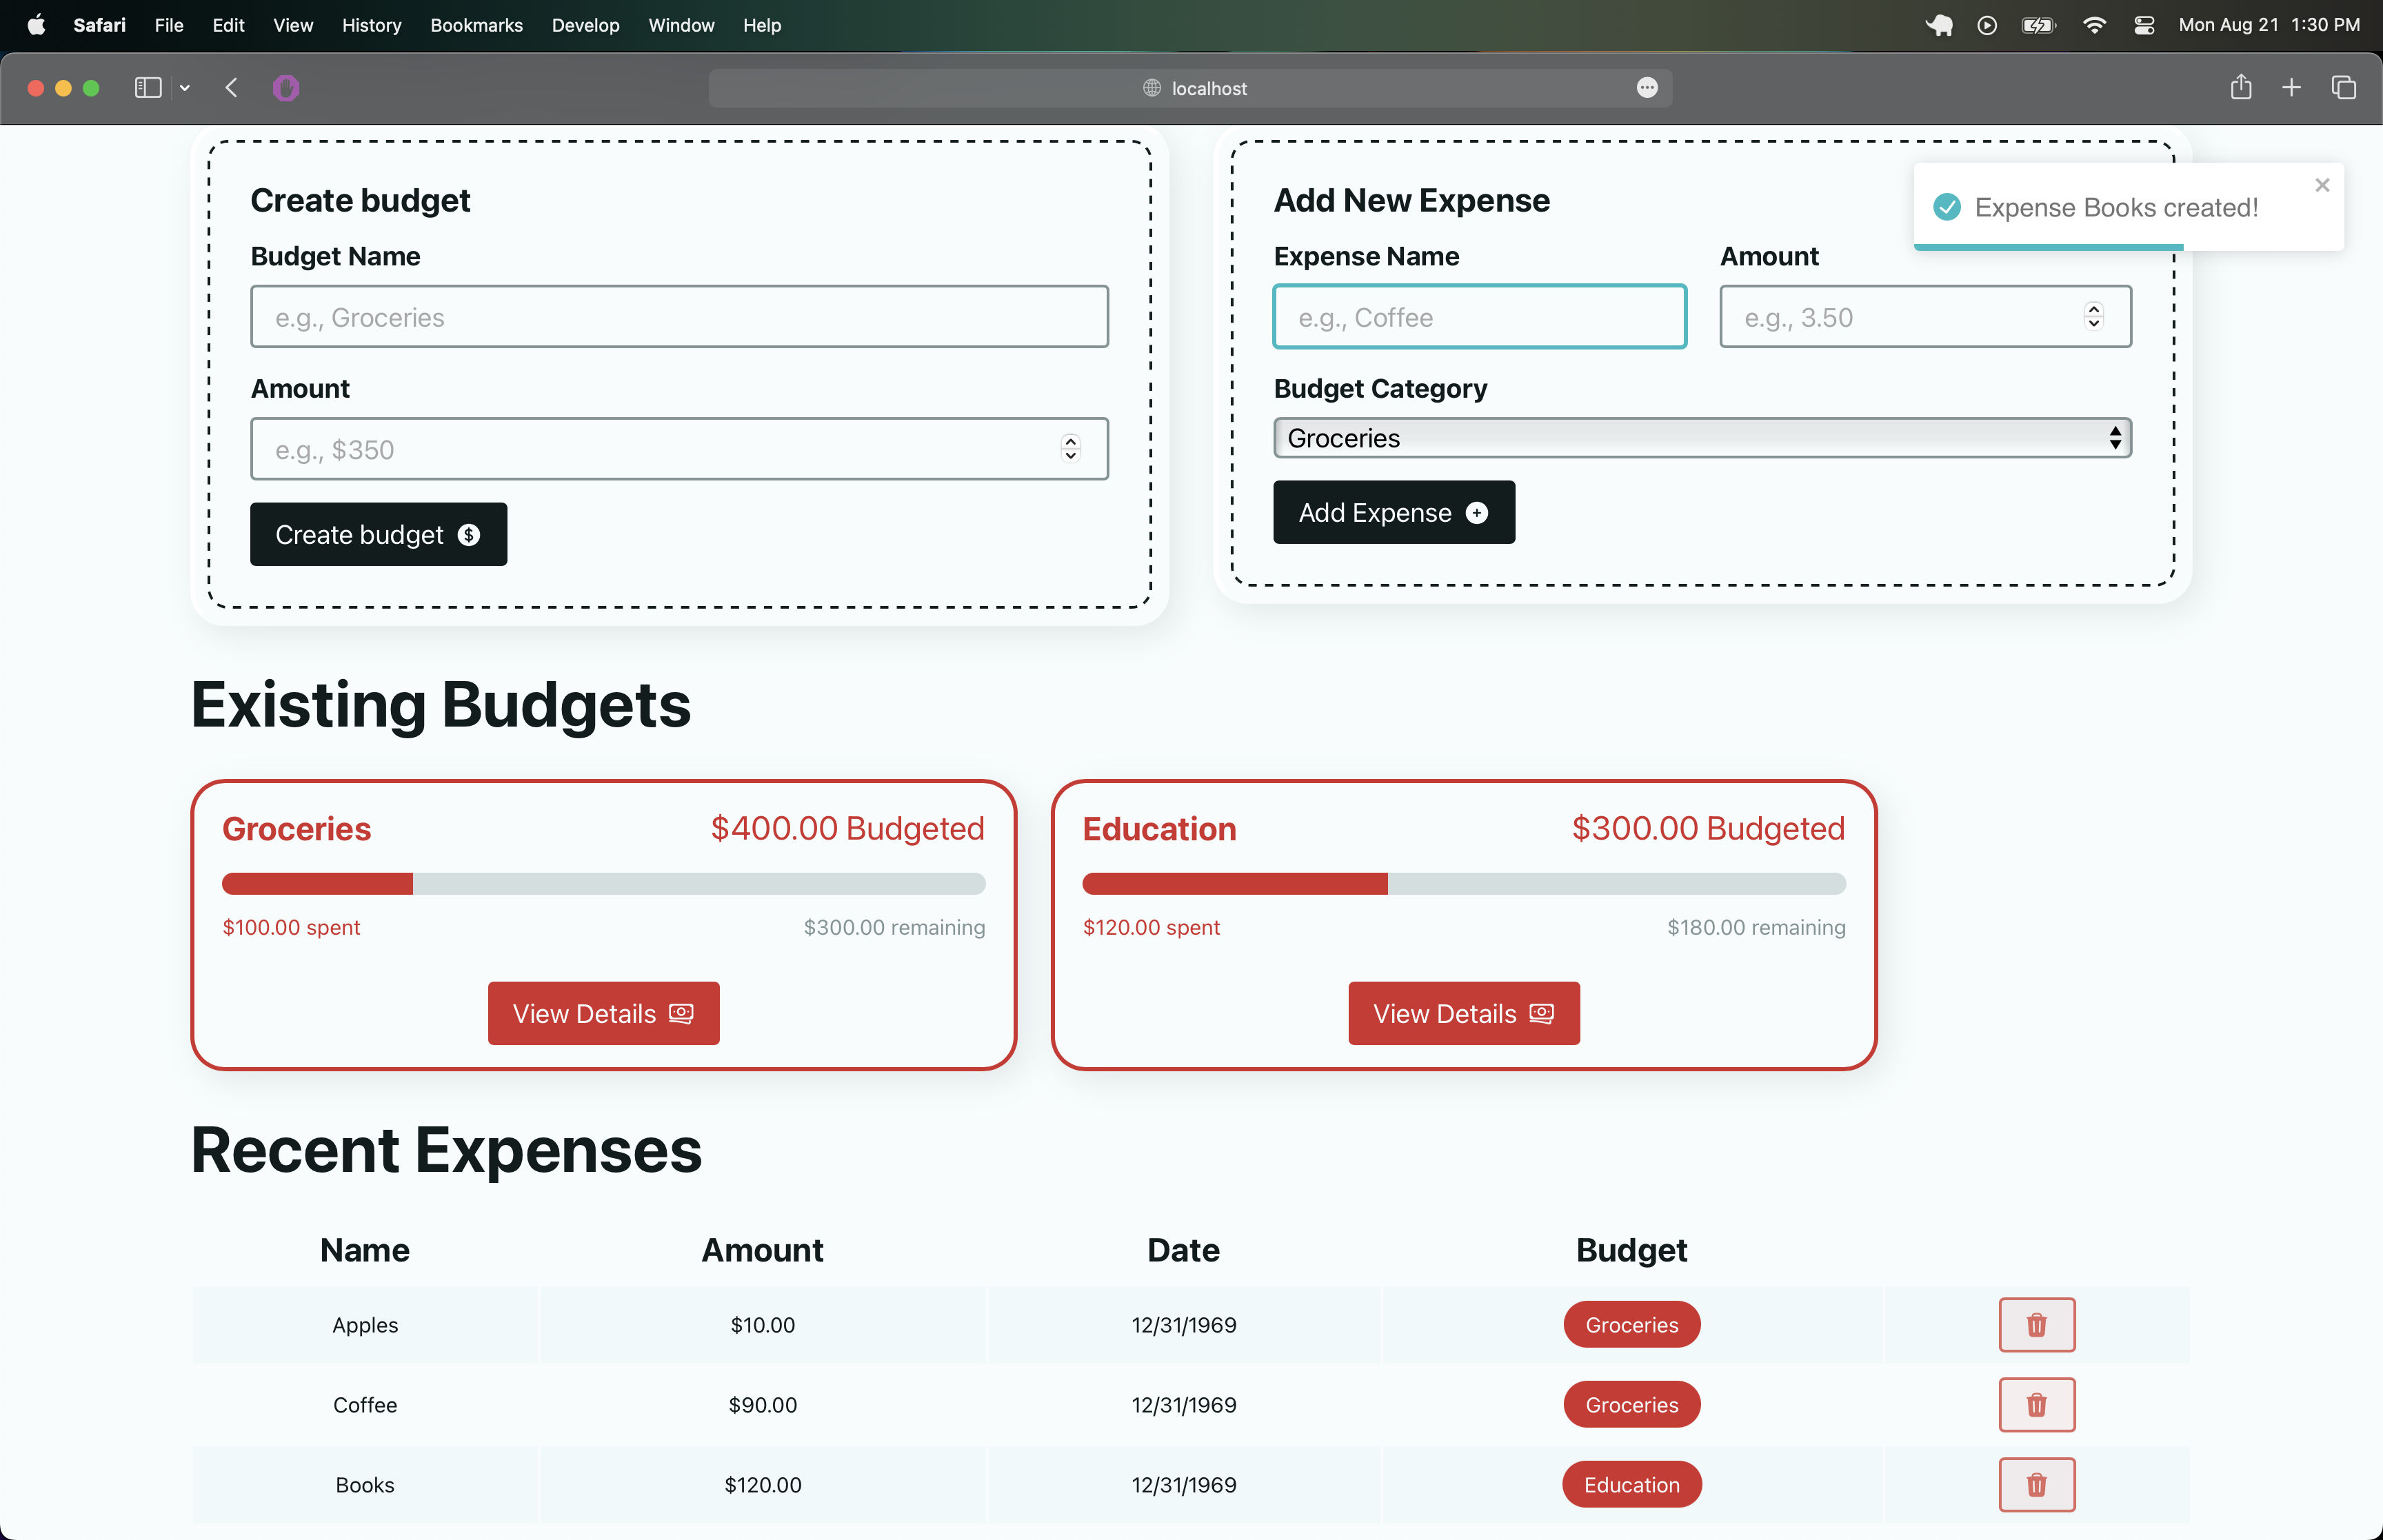 Safari File Edit View History Bookmarks Develop Window Help Mon Aug 21 1:30 PM
localhost
Create budget
Budget Name
e.g., Groceries
Amount
e.g., $350
Create budget
Add New Expense
Expense Name Amount
e.g., Coffee e.g., 3.50
Budget Category
Groceries
Add Expense
Expense Books created!
Existing Budgets
Groceries $400.00 Budgeted
$100.00 spent $300.00 remaining
View Details
Education $300.00 Budgeted
$120.00 spent $180.00 remaining
View Details
Recent Expenses
Name Amount Date Budget
Apples $10.00 12/31/1969 Groceries
Coffee $90.00 12/31/1969 Groceries
Books $120.00 12/31/1969 Education